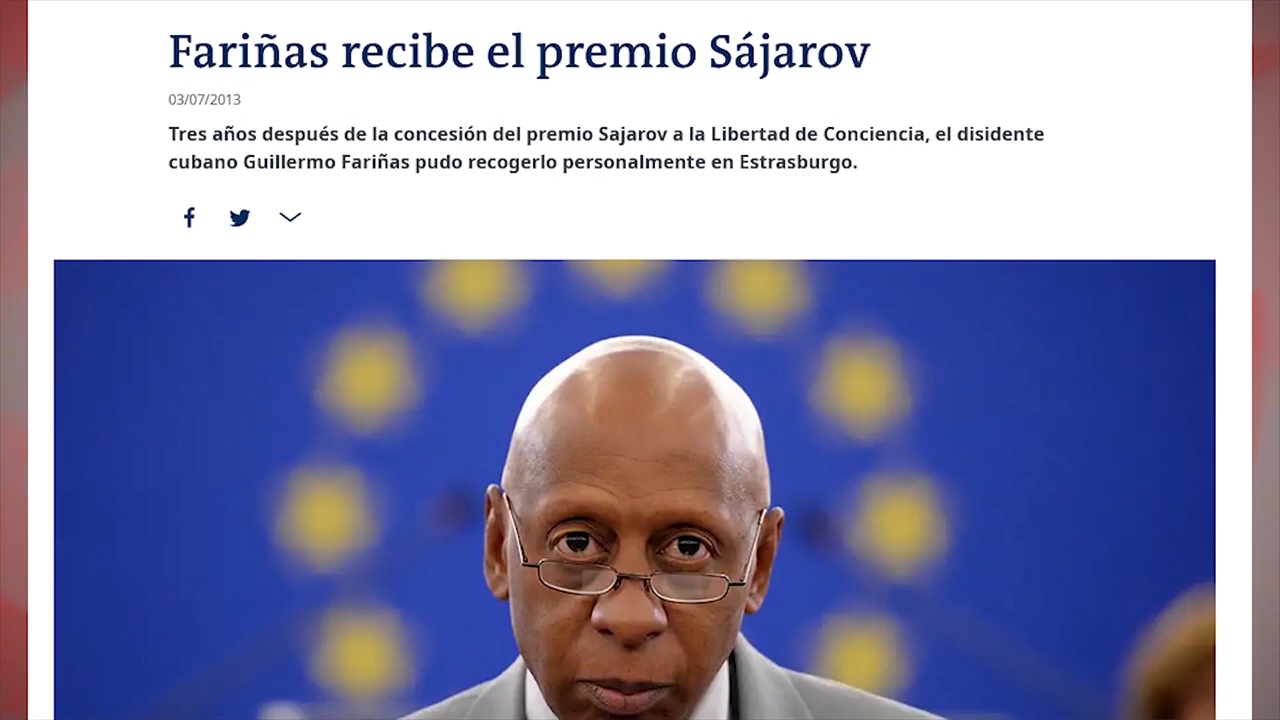 Fariñas recibe el premio Sájarov
03/07/2013
Tres años después de la concesión del premio Sajarov a la Libertad de Conciencia, el disidente
cubano Guillermo Fariñas pudo recogerlo personalmente en Estrasburgo.